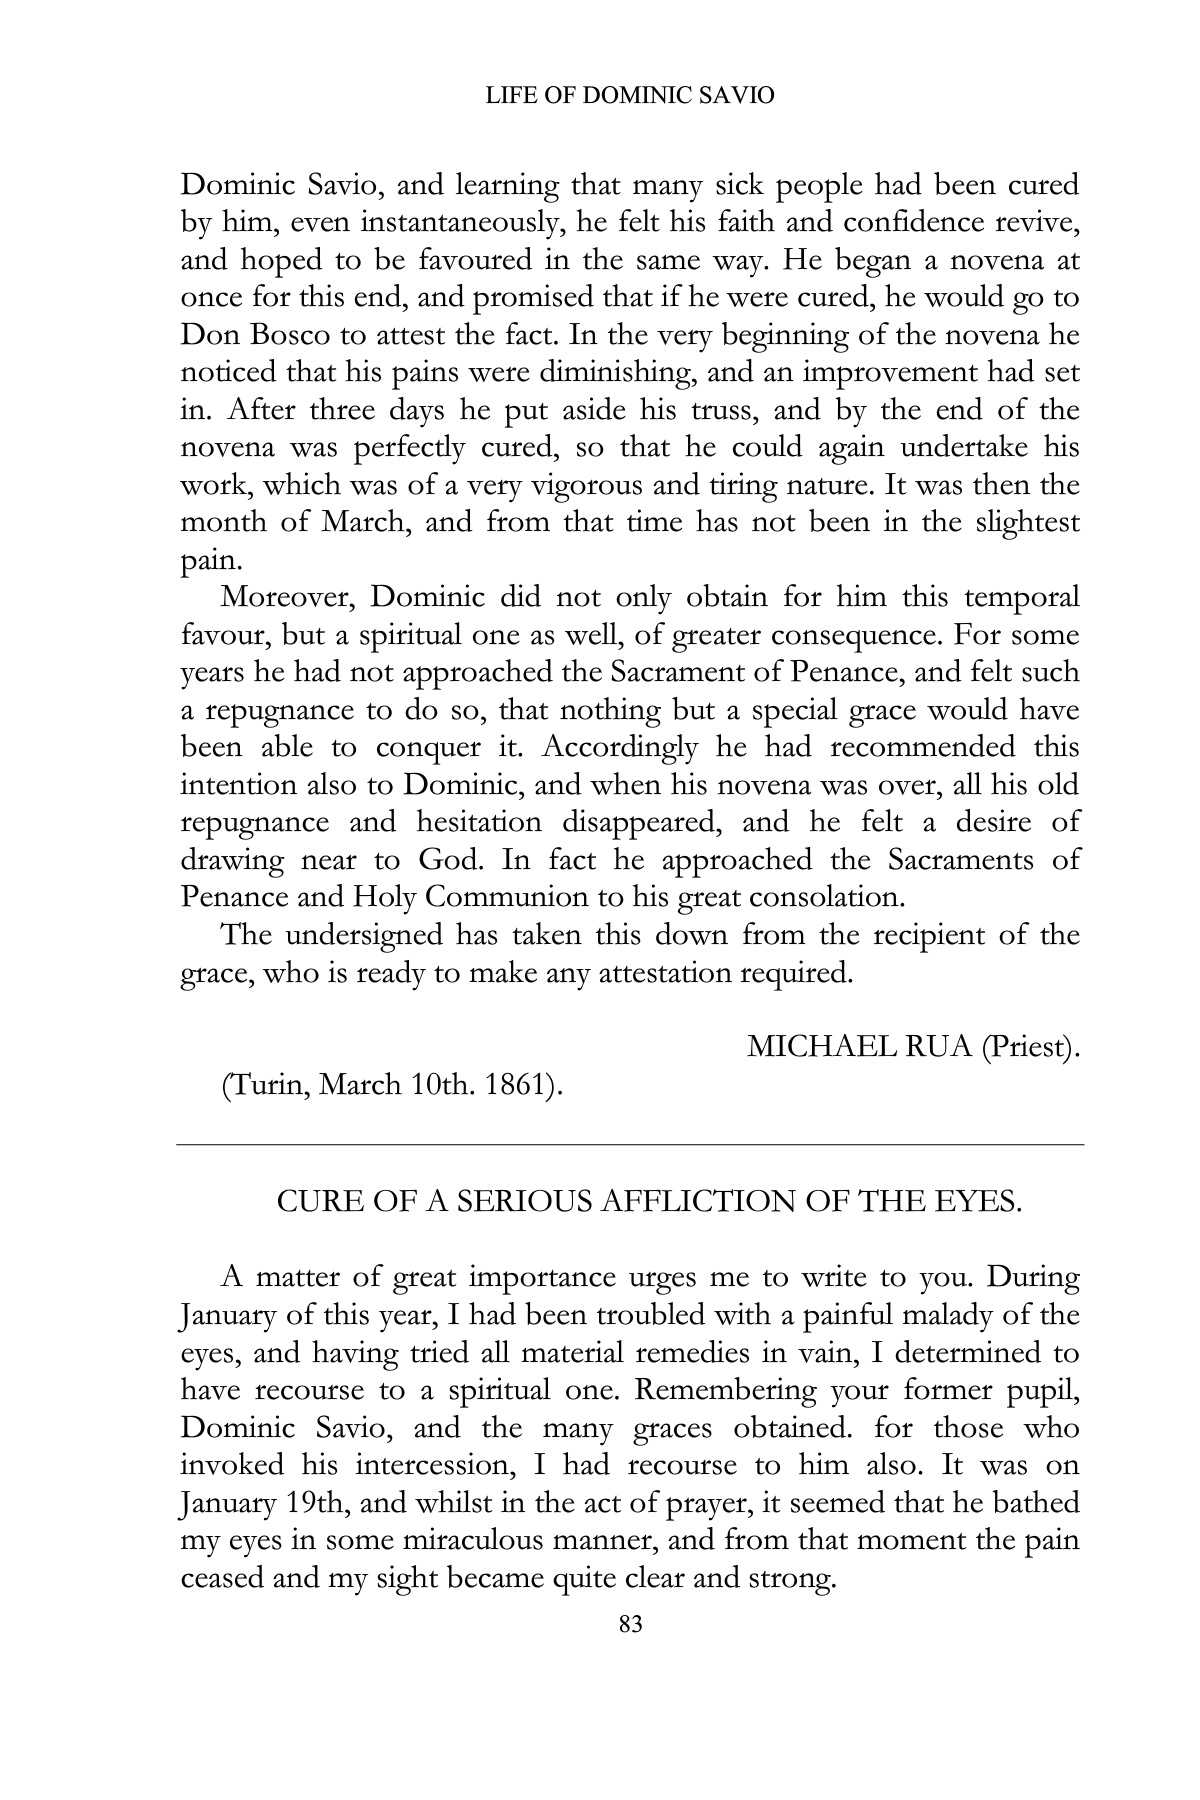 LIFE OF DOMINIC SAVIO
Dominic Savio, and learning that many sick people had been cured
by him, even instantaneously, he felt his faith and confidence revive,
and hoped to be favoured in the same way. He began a novena at
once for this end, and promised that if he were cured, he would go to
Don Bosco to attest the fact. In the very beginning of the novena he
noticed that his pains were diminishing, and an improvement had set
in. After three days he put aside his truss, and by the end of the
novena was perfectly cured, so that he could again undertake his
work, which was of a very vigorous and tiring nature. It was then the
month of March, and from that time has not been in the slightest
pain.
Moreover, Dominic did not only obtain for him this temporal
favour, but a spiritual one as well, of greater consequence. For some
years he had not approached the Sacrament of Penance, and felt such
a repugnance to do so, that nothing but a special grace would have
been able to conquer it. Accordingly he had recommended this
intention also to Dominic, and when his novena was over, all his old
repugnance and hesitation disappeared, and he felt a desire of
drawing near to God. In fact he approached the Sacraments of
Penance and Holy Communion to his great consolation.
The undersigned has taken this down from the recipient of the
grace, who is ready to make any attestation required.
MICHAEL RUA (Priest).
(Turin, March 10th. 1861).
CURE OF A SERIOUS AFFLICTION OF THE EYES.
A matter of great importance urges me to write to you. During
January of this year, I had been troubled with a painful malady of the
eyes, and having tried all material remedies in vain, I determined to
have recourse to a spiritual one. Remembering your former pupil,
Dominic Savio, and the many graces obtained. for those who
invoked his intercession, I had recourse to him also. It was on
January 19th, and whilst in the act of prayer, it seemed that he bathed
my eyes in some miraculous manner, and from that moment the pain
ceased and my sight became quite clear and strong.
83